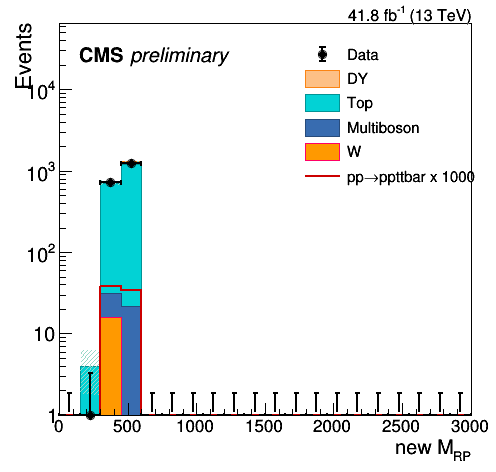 41.8 fb⁻¹ (13 TeV)
Events
CMS preliminary
Data
DY
Top
Multiboson
W
pp→ppttbar x 1000
10⁴
10³
10²
10
1
0 500 1000 1500 2000 2500 3000
new M_RP